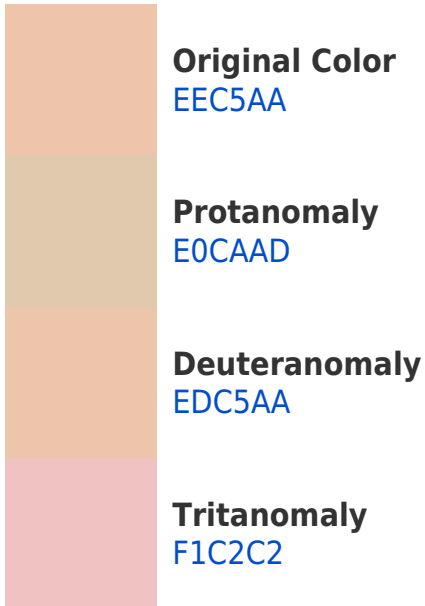 Original Color
EEC5AA
Protanomaly
E0CAAD
Deuteranomaly
EDC5AA
Tritanomaly
F1C2C2